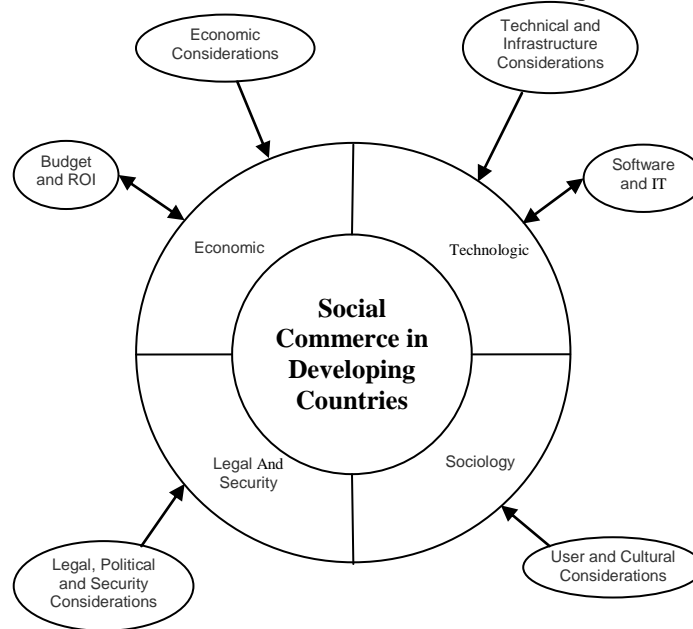 Economic
Considerations
Technical and
Infrastructure
Considerations
Budget
and ROI
Software
and IT
Economic
Technologic
Social
Commerce in
Developing
Countries
Legal And
Security
Sociology
Legal, Political
and Security
Considerations
User and Cultural
Considerations